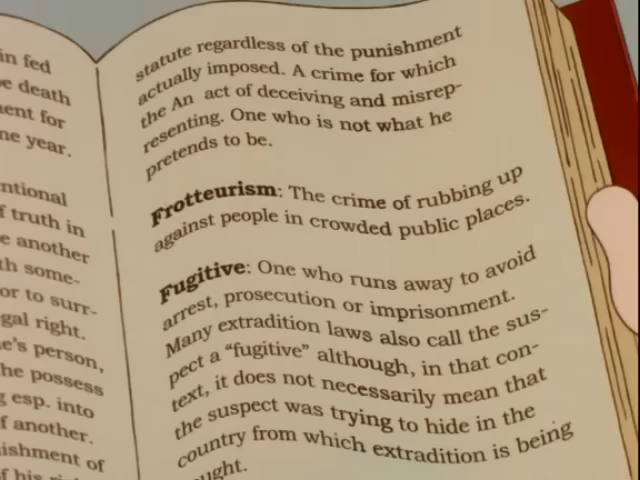 in fed
e death
ent for
ne year.
ntional
f truth in
e another
th some-
or to surr-
gal right.
e's person,
he possess
g esp. into
f another.
ishment of
statute regardless of the punishment
actually imposed. A crime for which
the An act of deceiving and misrep-
resenting. One who is not what he
pretends to be.
Frotteurism: The crime of rubbing up
against people in crowded public places.
Fugitive: One who runs away to avoid
arrest, prosecution or imprisonment.
Many extradition laws also call the sus-
pect a “fugitive” although, in that con-
text, it does not necessarily mean that
the suspect was trying to hide in the
country from which extradition is being
ught.